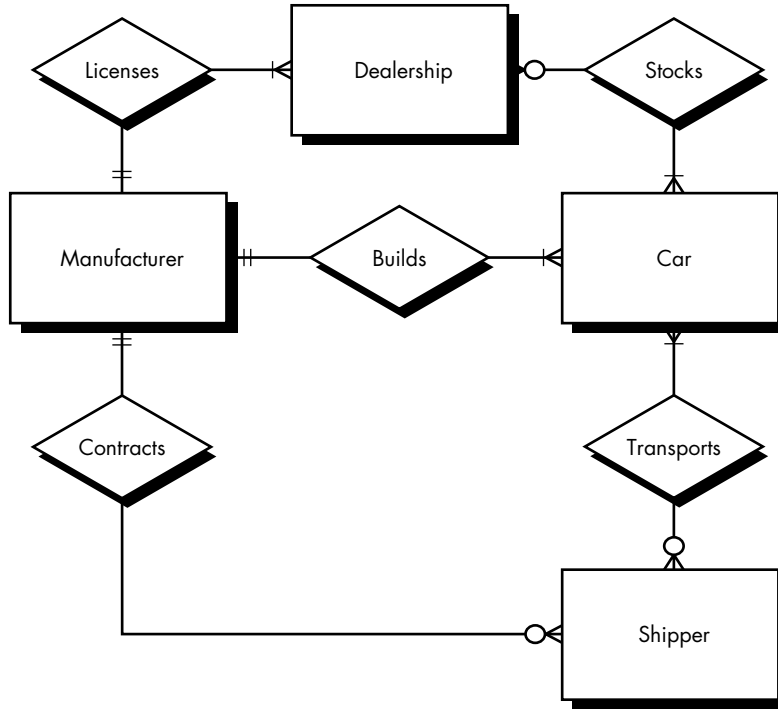 Licenses
Dealership
Stocks
Manufacturer
Builds
Car
Contracts
Transports
Shipper